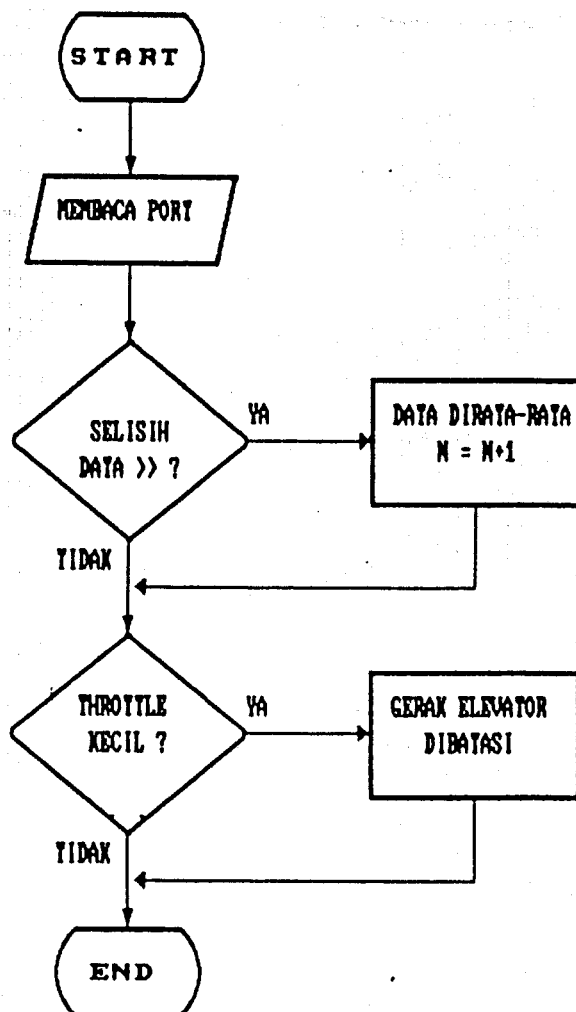 START
MEMBACA PORT
SELISIH
DATA >> ?
YA
DATA DIRATA-RATA
N = N+1
TIDAK
THROTTLE
KECIL ?
YA
GERAK ELEVATOR
DIBATASI
TIDAK
END